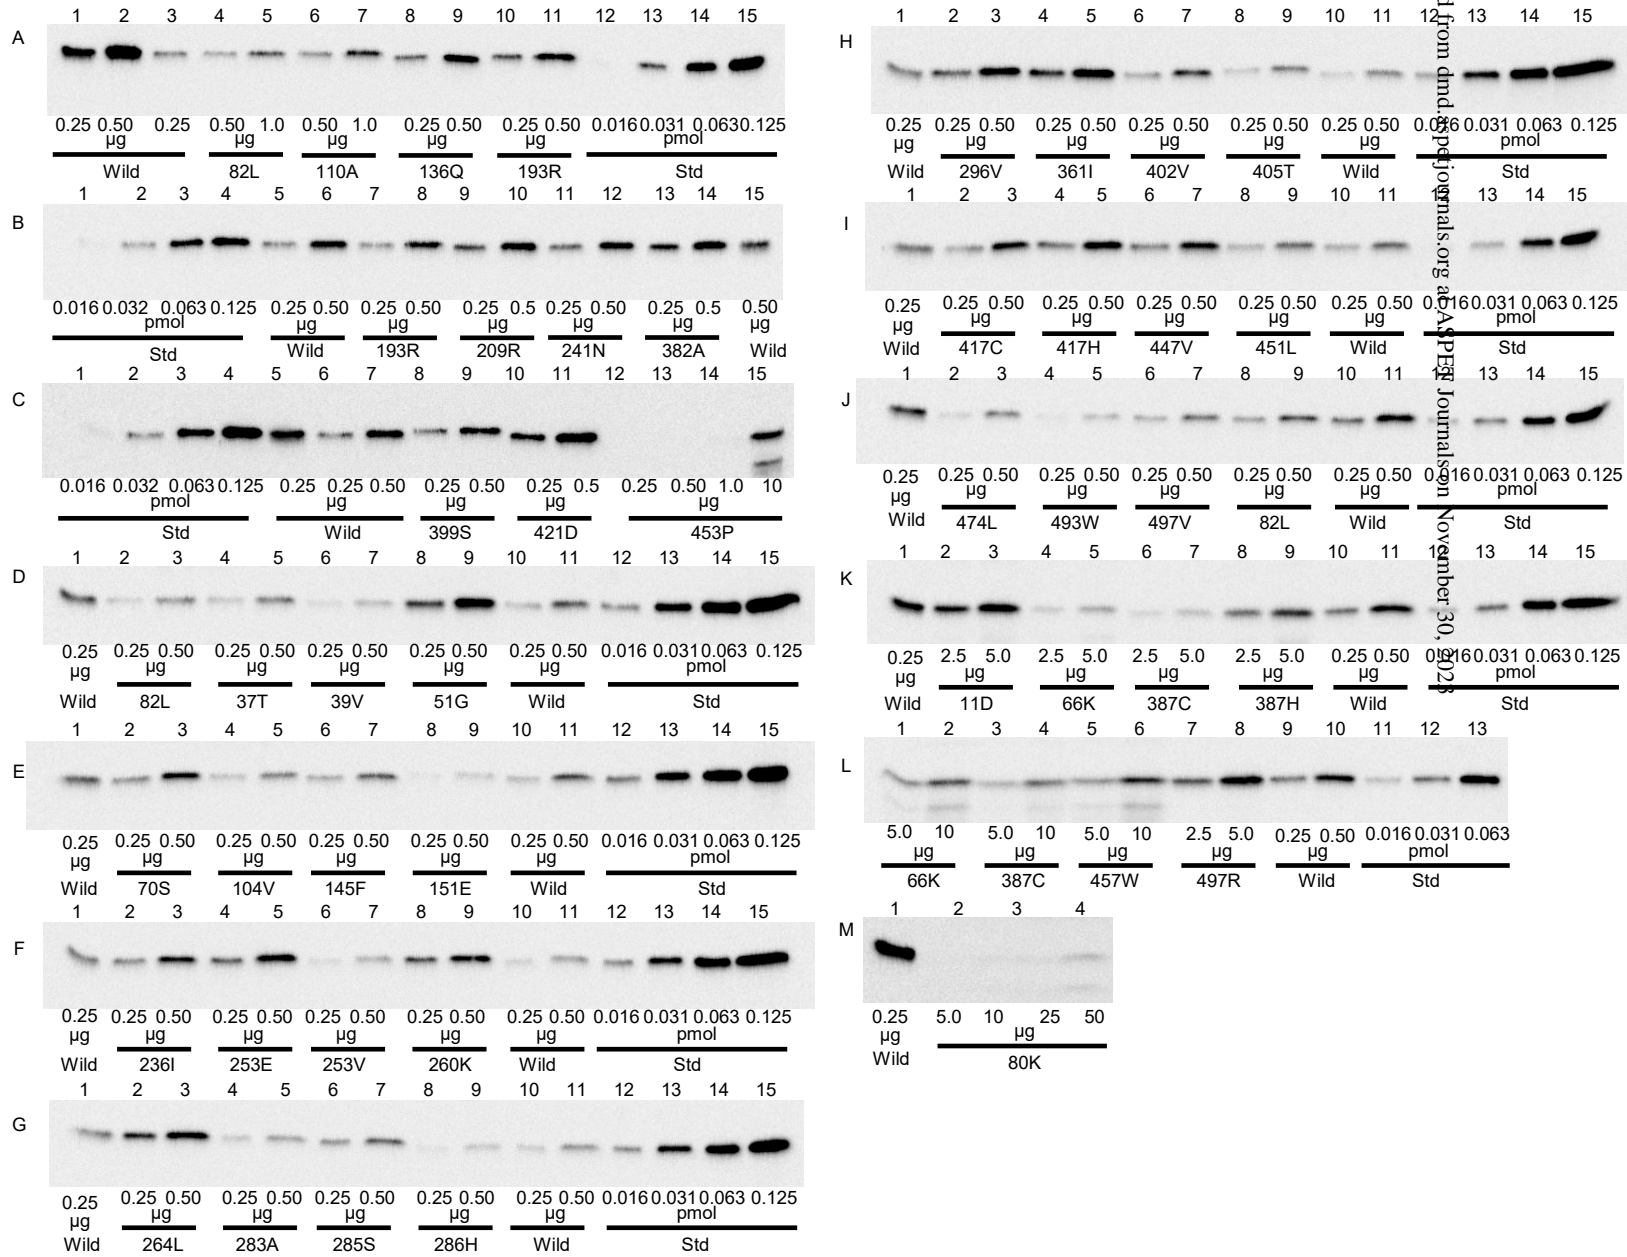 1 2 3 4 5 6 7 8 9 10 11 12 13 14 15
A
0.25 0.50 0.25 0.50 1.0 0.50 1.0 0.25 0.50 0.25 0.50 0.016 0.031 0.063 0.125
µg µg µg µg µg pmol
Wild 82L 110A 136Q 193R Std
1 2 3 4 5 6 7 8 9 10 11 12 13 14 15
B
0.016 0.032 0.063 0.125 0.25 0.50 0.25 0.50 0.25 0.5 0.25 0.50 0.25 0.5 0.50
pmol µg µg µg µg µg µg
Std Wild 193R 209R 241N 382A Wild
1 2 3 4 5 6 7 8 9 10 11 12 13 14 15
C
0.016 0.032 0.063 0.125 0.25 0.25 0.50 0.25 0.50 0.25 0.5 0.25 0.50 1.0 10
pmol µg µg µg µg
Std Wild 399S 421D 453P
1 2 3 4 5 6 7 8 9 10 11 12 13 14 15
D
0.25 0.25 0.50 0.25 0.50 0.25 0.50 0.25 0.50 0.25 0.50 0.016 0.031 0.063 0.125
µg µg µg µg µg µg pmol
Wild 82L 37T 39V 51G Wild Std
1 2 3 4 5 6 7 8 9 10 11 12 13 14 15
E
0.25 0.25 0.50 0.25 0.50 0.25 0.50 0.25 0.50 0.25 0.50 0.016 0.031 0.063 0.125
µg µg µg µg µg µg pmol
Wild 70S 104V 145F 151E Wild Std
1 2 3 4 5 6 7 8 9 10 11 12 13 14 15
F
0.25 0.25 0.50 0.25 0.50 0.25 0.50 0.25 0.50 0.25 0.50 0.016 0.031 0.063 0.125
µg µg µg µg µg µg pmol
Wild 236I 253E 253V 260K Wild Std
1 2 3 4 5 6 7 8 9 10 11 12 13 14 15
G
0.25 0.25 0.50 0.25 0.50 0.25 0.50 0.25 0.50 0.25 0.50 0.016 0.031 0.063 0.125
µg µg µg µg µg µg pmol
Wild 264L 283A 285S 286H Wild Std
1 2 3 4 5 6 7 8 9 10 11 12 13 14 15
H
0.25 0.25 0.50 0.25 0.50 0.25 0.50 0.25 0.50 0.25 0.50 0.016 0.031 0.063 0.125
µg µg µg µg µg µg pmol
Wild 296V 361I 402V 405T Wild Std
1 2 3 4 5 6 7 8 9 10 11 12 13 14 15
I
0.25 0.25 0.50 0.25 0.50 0.25 0.50 0.25 0.50 0.25 0.50 0.016 0.031 0.063 0.125
µg µg µg µg µg µg pmol
Wild 417C 417H 447V 451L Wild Std
1 2 3 4 5 6 7 8 9 10 11 12 13 14 15
J
0.25 0.25 0.50 0.25 0.50 0.25 0.50 0.25 0.50 0.25 0.50 0.016 0.031 0.063 0.125
µg µg µg µg µg µg pmol
Wild 474L 493W 497V 82L Wild Std
1 2 3 4 5 6 7 8 9 10 11 12 13 14 15
K
0.25 2.5 5.0 2.5 5.0 2.5 5.0 2.5 5.0 0.25 0.50 0.016 0.031 0.063 0.125
µg µg µg µg µg µg pmol
Wild 11D 66K 387C 387H Wild Std
1 2 3 4 5 6 7 8 9 10 11 12 13
L
5.0 10 5.0 10 5.0 10 2.5 5.0 0.25 0.50 0.016 0.031 0.063
µg µg µg µg µg pmol
66K 387C 457W 497R Wild Std
1 2 3 4
M
0.25 5.0 10 25 50
µg µg
Wild 80K
d from dmd.aspetjournals.org at ASPET Journals on November 30, 2023